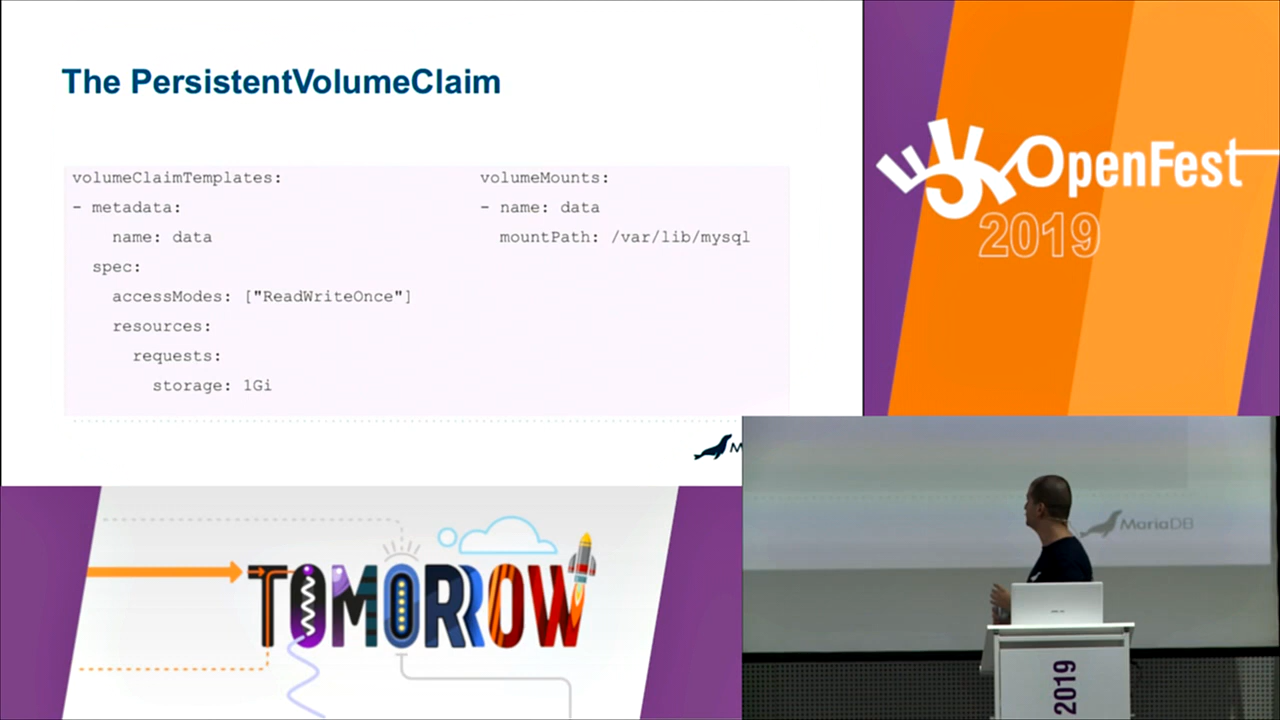 The PersistentVolumeClaim
volumeClaimTemplates:
- metadata:
name: data
spec:
accessModes: ["ReadWriteOnce"]
resources:
requests:
storage: 1Gi
volumeMounts:
- name: data
mountPath: /var/lib/mysql
M
OpenFest
2019
TOMORROW
MariaDB
2019